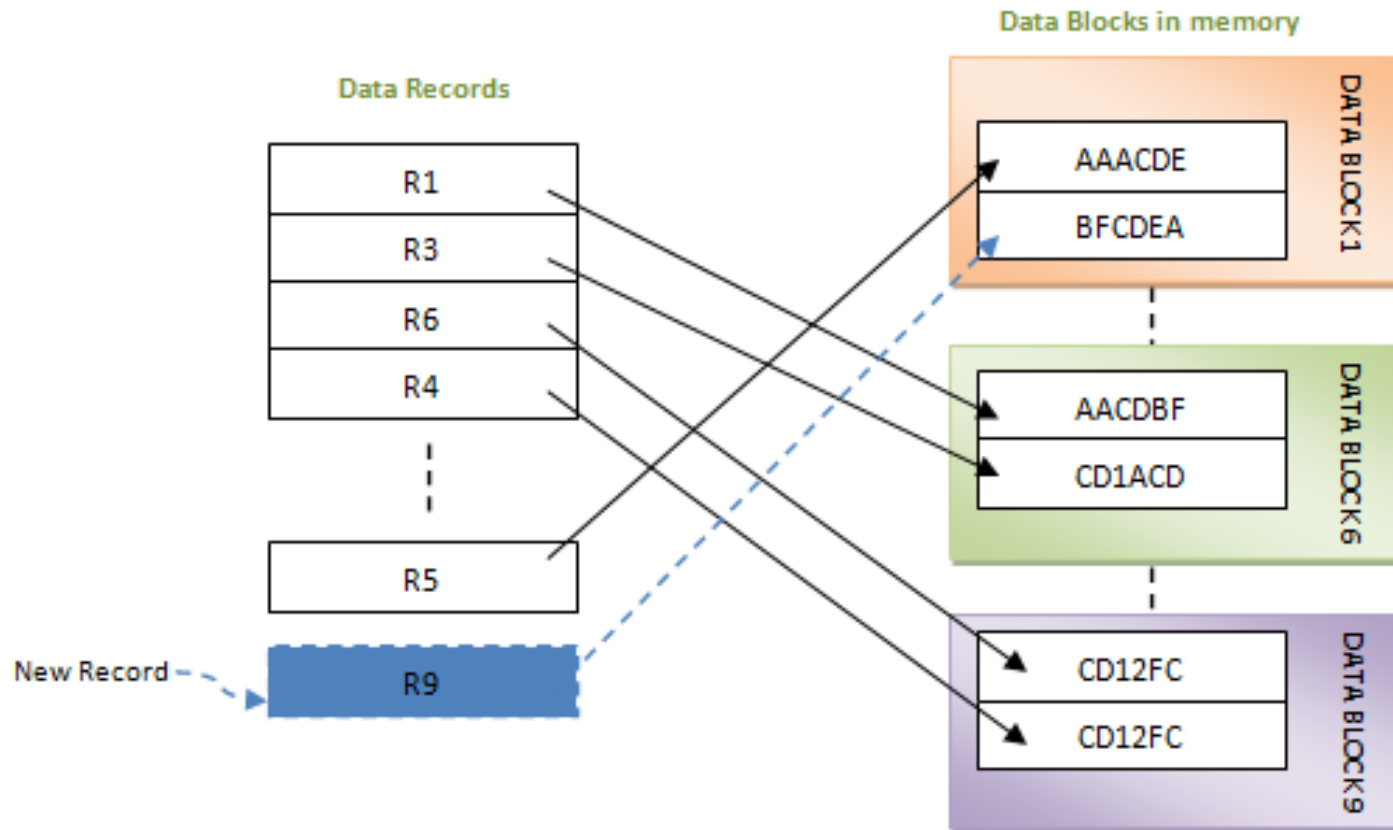 Data Blocks in memory
Data Records
R1
R3
R6
R4
R5
New Record
R9
AAACDE
BFCDEA
DATA BLOCK1
AACDBF
CD1ACD
DATA BLOCK6
CD12FC
CD12FC
DATA BLOCK9